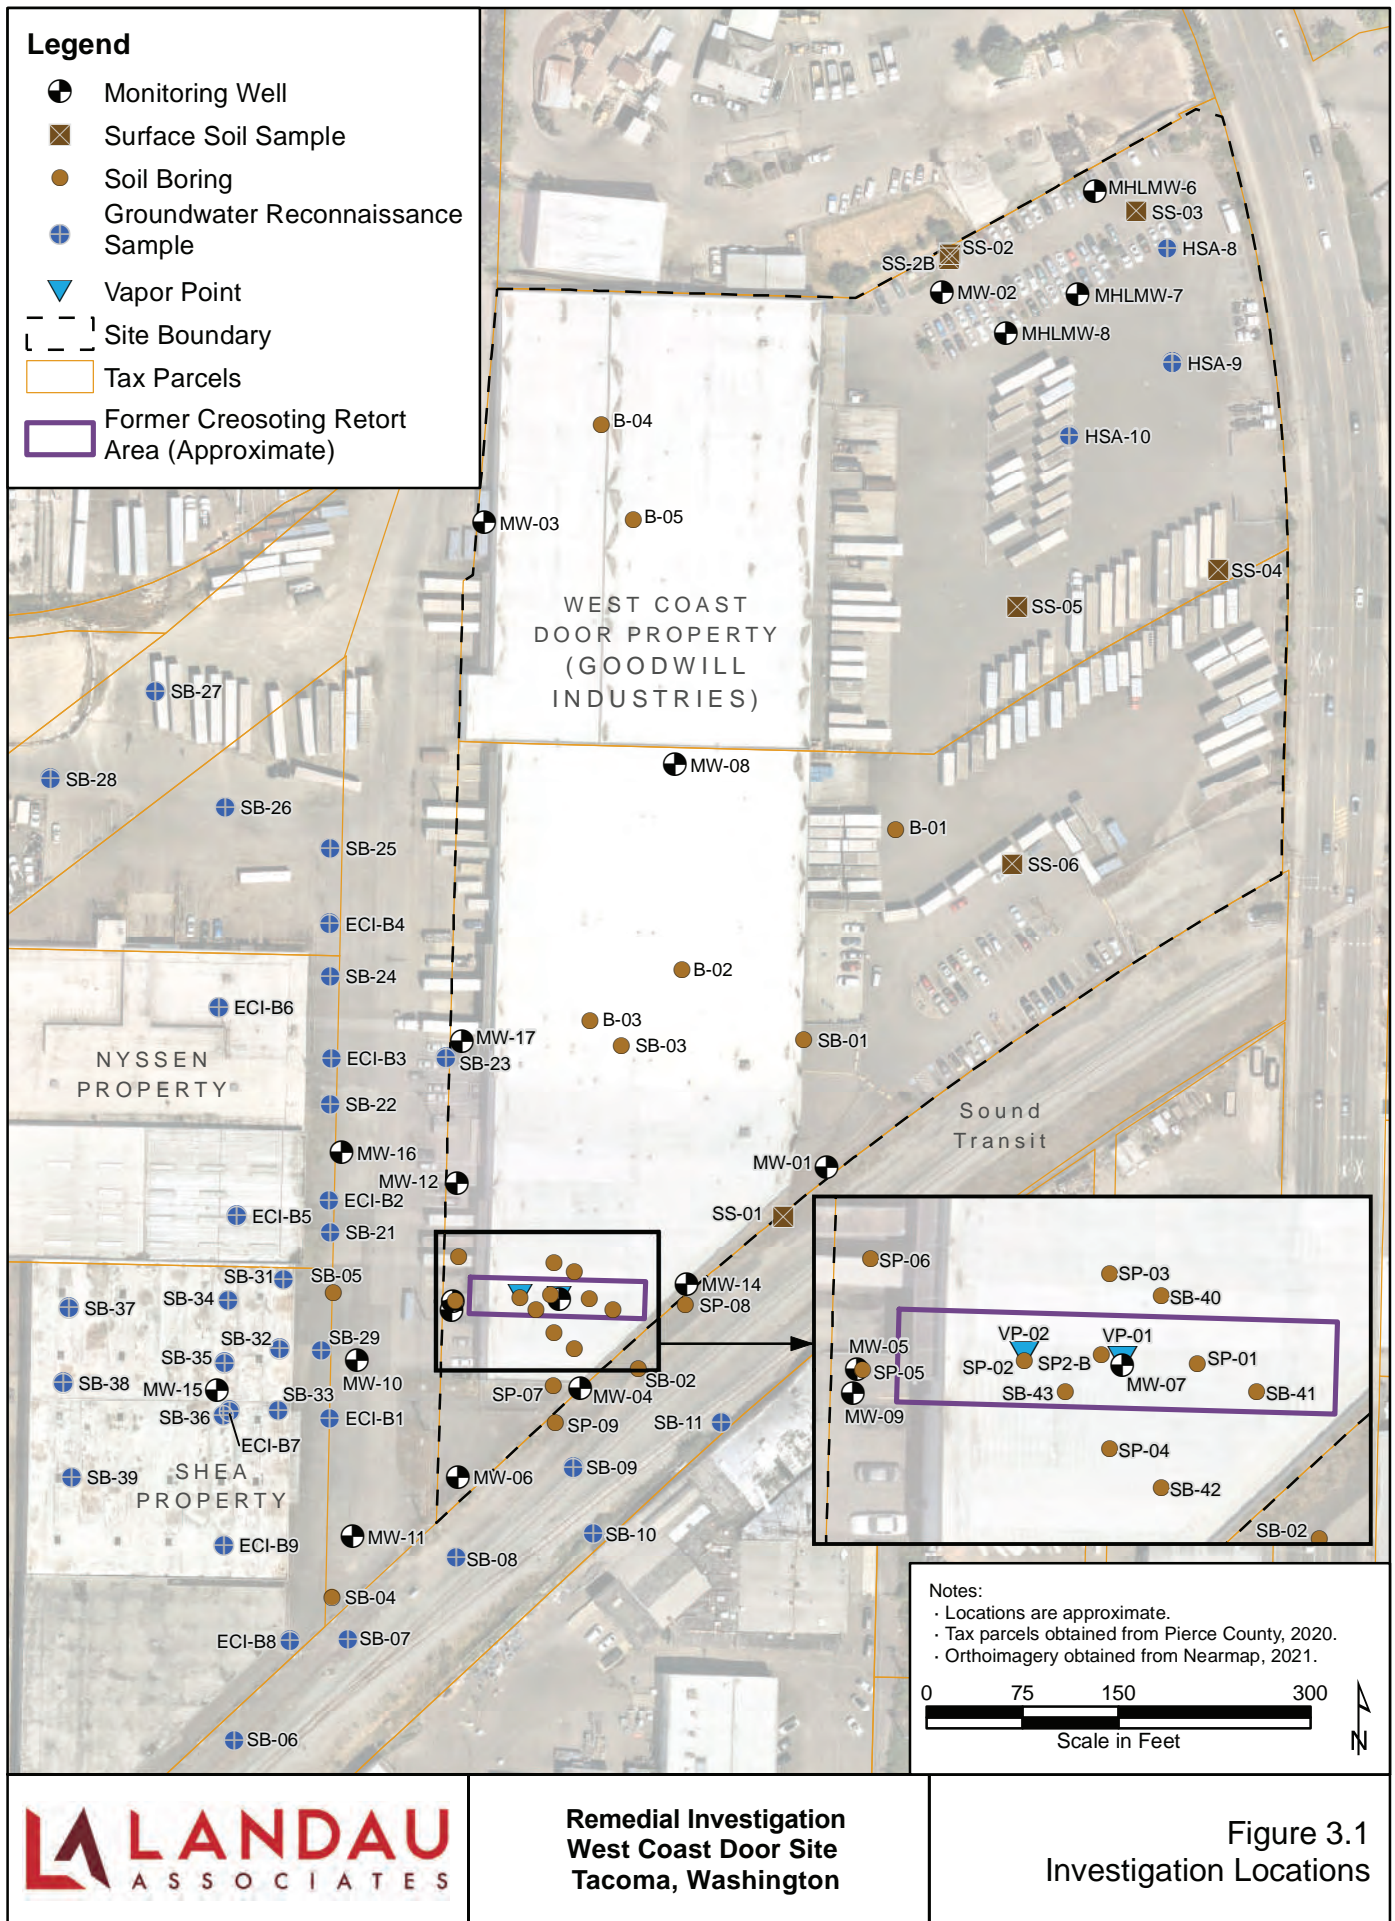 Legend
Monitoring Well
Surface Soil Sample
Soil Boring
Groundwater Reconnaissance
Sample
Vapor Point
Site Boundary
Tax Parcels
Former Creosoting Retort
Area (Approximate)
MHLMW-6
SS-03
SS-02
SS-2B
HSA-8
MW-02
MHLMW-7
MHLMW-8
HSA-9
B-04
HSA-10
MW-03
B-05
SS-04
SS-05
WEST COAST
DOOR PROPERTY
(GOODWILL
INDUSTRIES)
SB-27
SB-28
MW-08
SB-26
B-01
SB-25
SS-06
ECI-B4
SB-24
B-02
ECI-B6
B-03
MW-17
SB-03
SB-01
NYSSEN
PROPERTY
ECI-B3
SB-23
SB-22
Sound
Transit
MW-16
MW-01
MW-12
ECI-B2
ECI-B5
SS-01
SB-21
SB-31
SB-05
MW-14
SB-34
SP-08
SB-37
SB-32
SB-29
SB-35
SB-38
MW-15
MW-10
SB-33
SB-02
SP-07
MW-04
SB-36
ECI-B1
SP-09
SB-11
ECI-B7
SB-39
SHEA
PROPERTY
MW-06
SB-09
MW-11
SB-10
ECI-B9
SB-08
SB-04
ECI-B8
SB-07
SB-06
SP-06
SP-03
SB-40
VP-02
VP-01
MW-05
SP-05
SP-02
SP2-B
SP-01
MW-07
SB-43
SB-41
MW-09
SP-04
SB-42
SB-02
Notes:
· Locations are approximate.
· Tax parcels obtained from Pierce County, 2020.
· Orthoimagery obtained from Nearmap, 2021.
0 75 150 300
Scale in Feet
N
LA LANDAU
ASSOCIATES
Remedial Investigation
West Coast Door Site
Tacoma, Washington
Figure 3.1
Investigation Locations